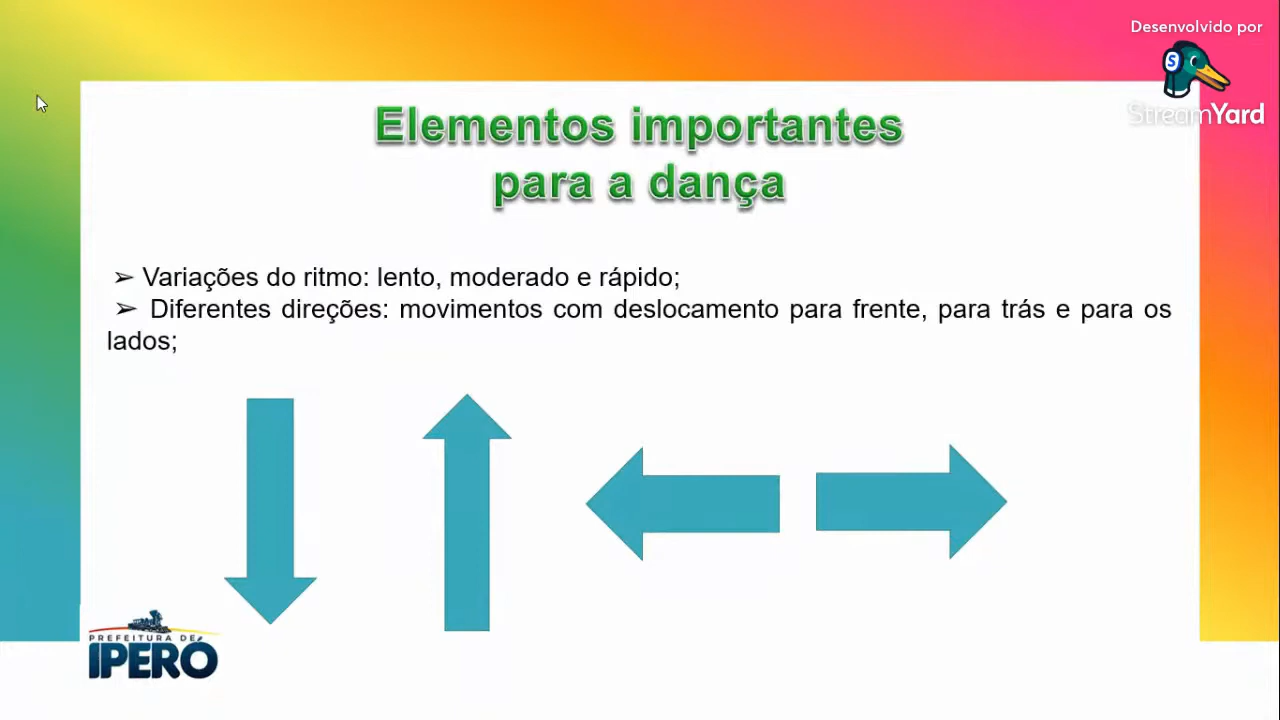 Desenvolvido por
StreamYard
Elementos importantes
para a dança
➢ Variações do ritmo: lento, moderado e rápido;
➢ Diferentes direções: movimentos com deslocamento para frente, para trás e para os
lados;
PREFEITURA DE
IPERÓ